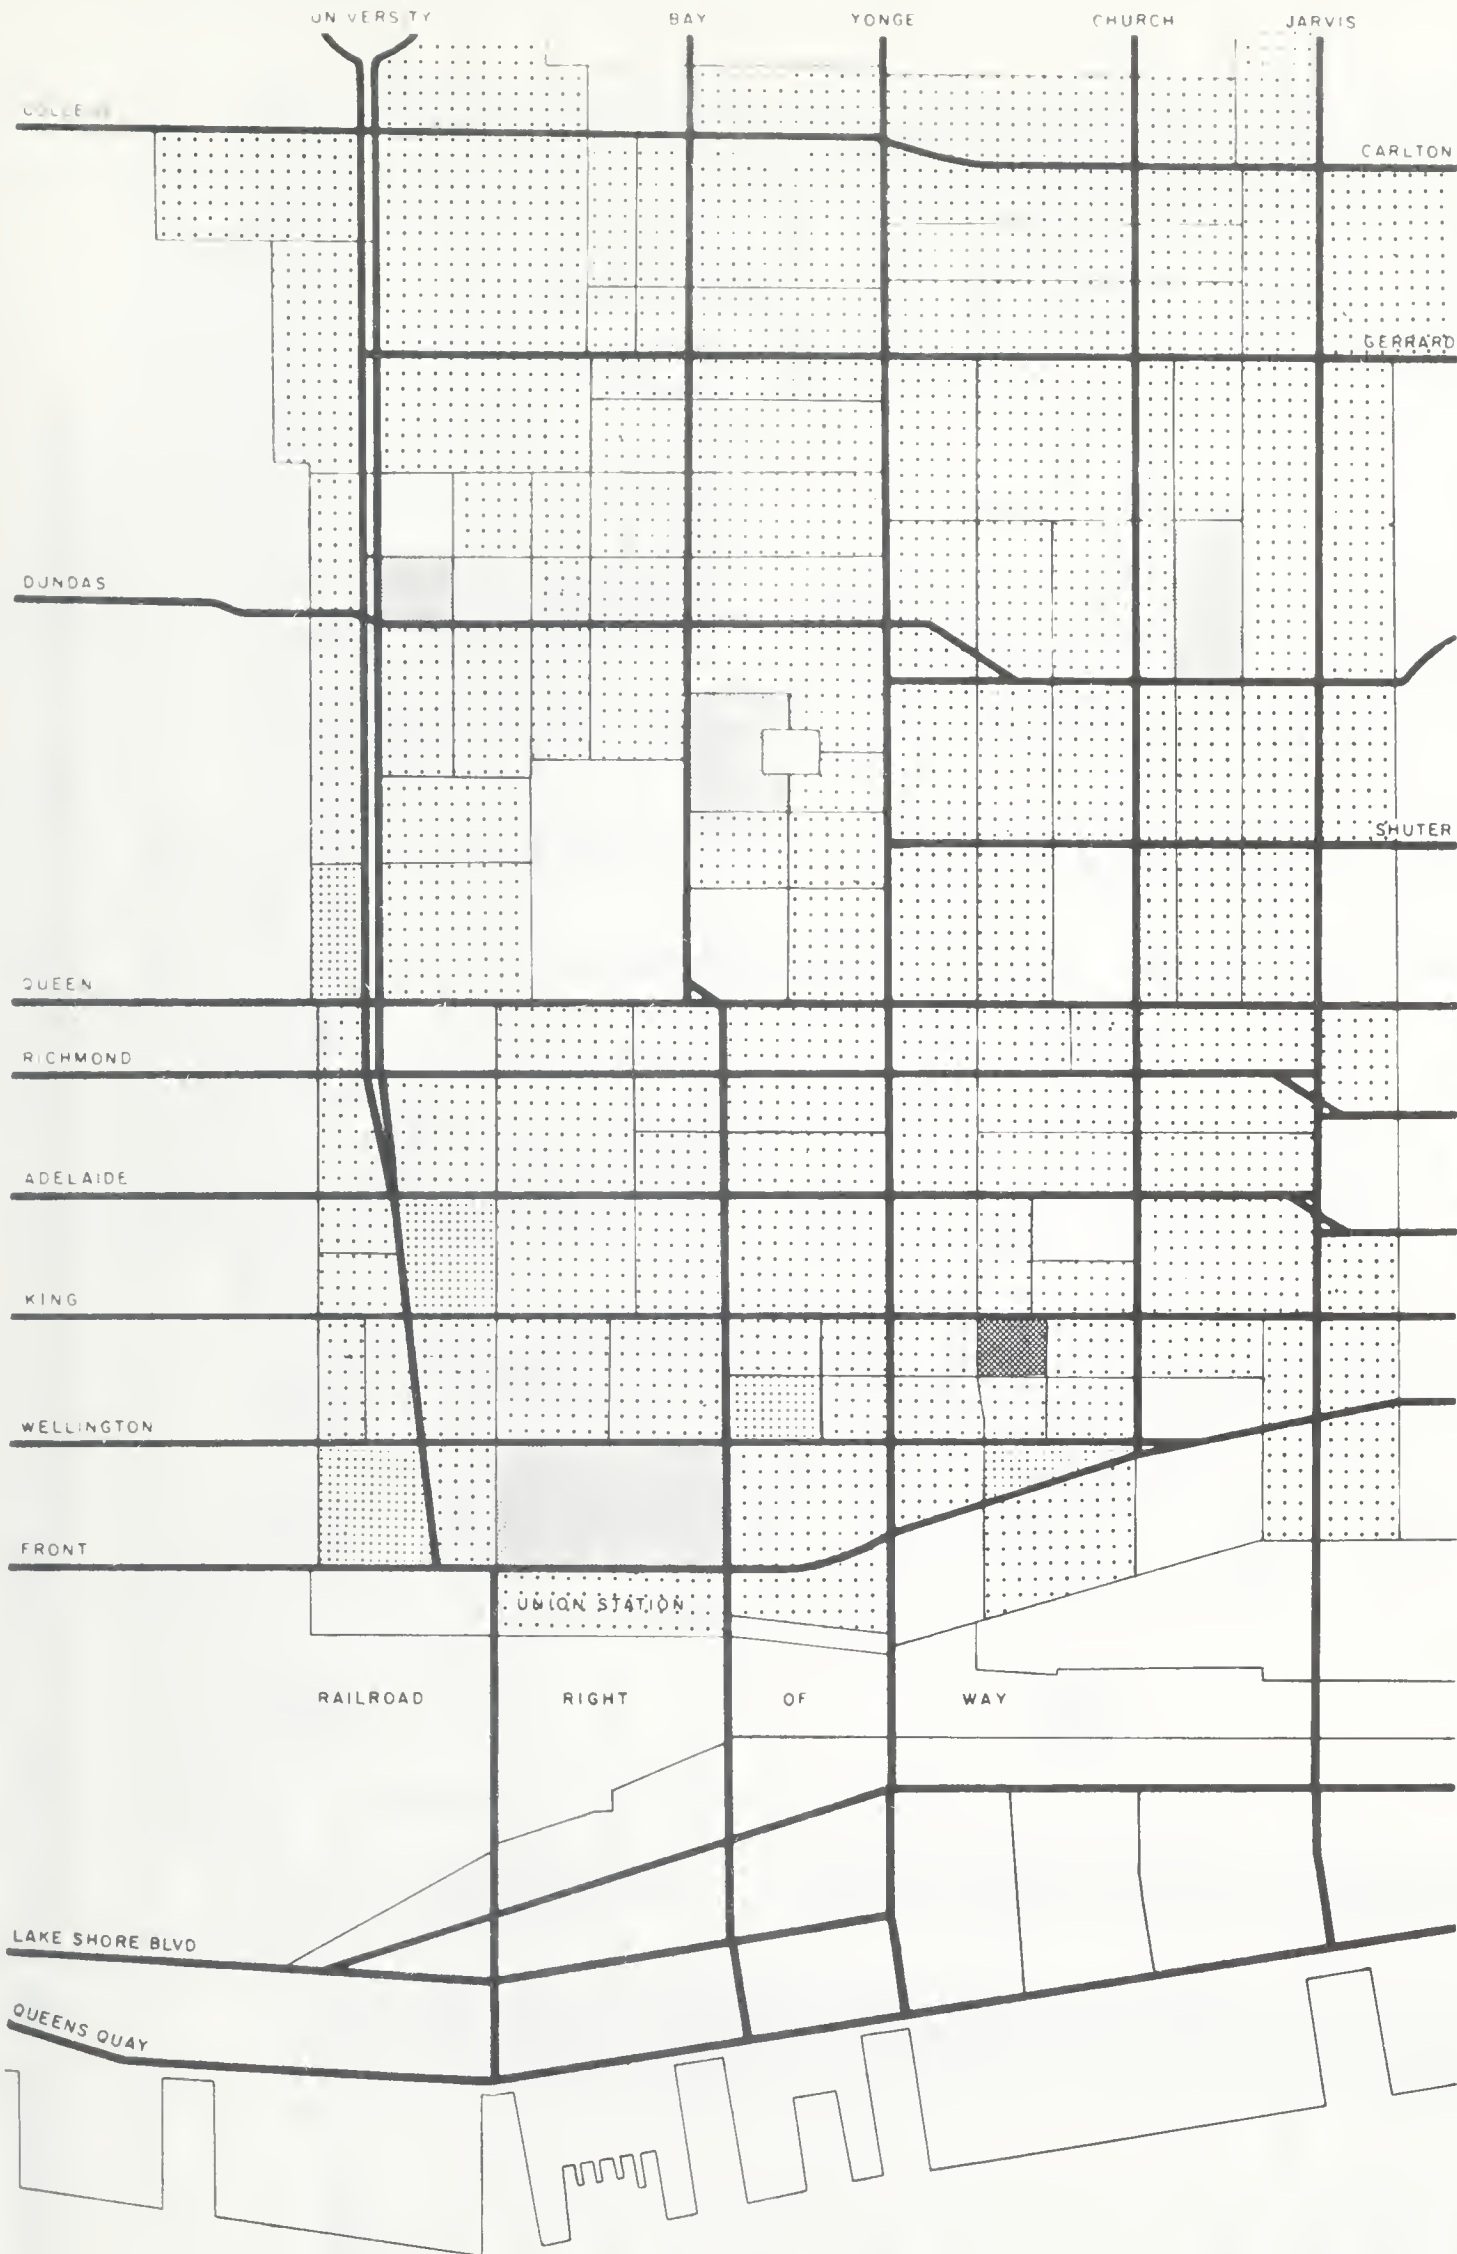 UNIVERSITY
BAY
YONGE
CHURCH
JARVIS
CARLTON
GERRARD
DUNDAS
SHUTER
QUEEN
RICHMOND
ADELAIDE
KING
WELLINGTON
FRONT
UNION STATION
RAILROAD RIGHT OF WAY
LAKE SHORE BLVD
QUEENS QUAY